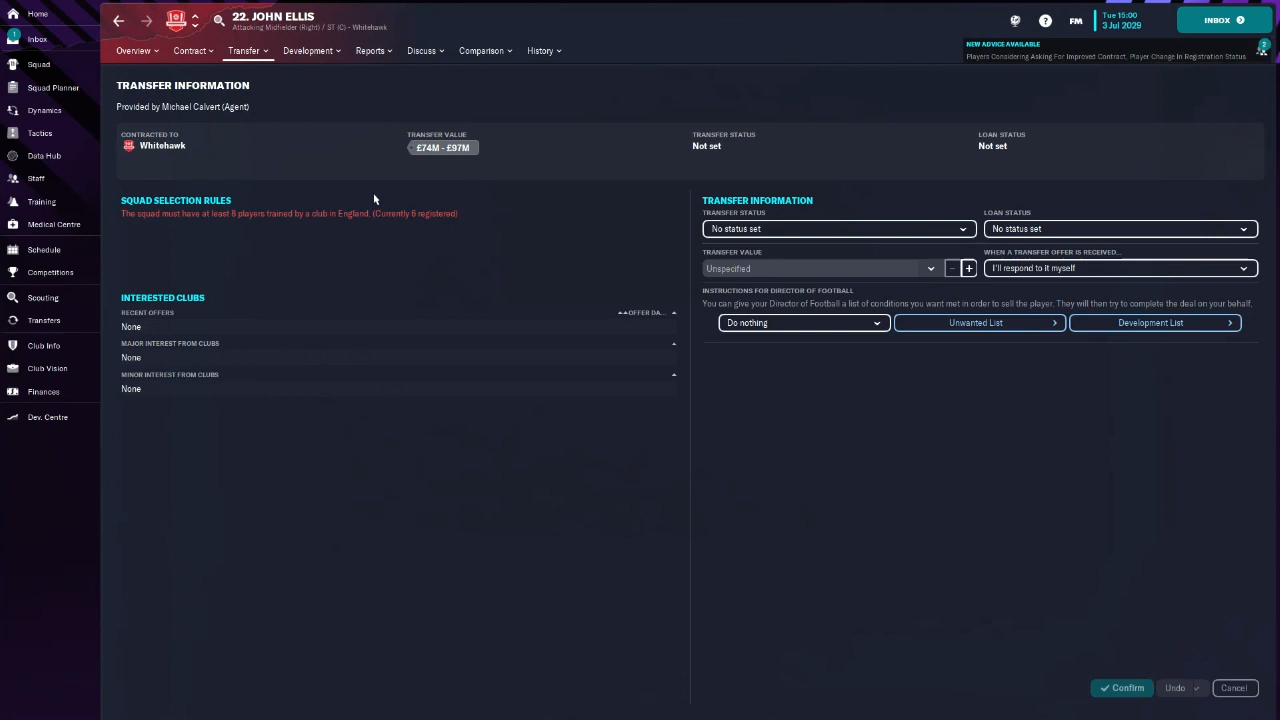 Home
1
Inbox
Squad
Squad Planner
Dynamics
Tactics
Data Hub
Staff
Training
Medical Centre
Schedule
Competitions
Scouting
Transfers
Club Info
Club Vision
Finances
Dev. Centre
22. JOHN ELLIS
Attacking Midfielder (Right) / ST (C) - Whitehawk
?
FM
Tue 15:00
3 Jul 2029
INBOX
Overview Contract Transfer Development Reports Discuss Comparison History
NEW ADVICE AVAILABLE
Players Considering Asking For Improved Contract, Player Change In Registration Status
2
TRANSFER INFORMATION
Provided by Michael Calvert (Agent)
CONTRACTED TO TRANSFER VALUE TRANSFER STATUS LOAN STATUS
Whitehawk £74M - £97M Not set Not set
SQUAD SELECTION RULES
The squad must have at least 8 players trained by a club in England. (Currently 6 registered)
INTERESTED CLUBS
RECENT OFFERS OFFER DA...
None
MAJOR INTEREST FROM CLUBS
None
MINOR INTEREST FROM CLUBS
None
TRANSFER INFORMATION
TRANSFER STATUS LOAN STATUS
No status set No status set
TRANSFER VALUE WHEN A TRANSFER OFFER IS RECEIVED...
Unspecified - + I'll respond to it myself
INSTRUCTIONS FOR DIRECTOR OF FOOTBALL
You can give your Director of Football a list of conditions you want met in order to sell the player. They will then try to complete the deal on your behalf.
Do nothing Unwanted List Development List
Confirm Undo Cancel